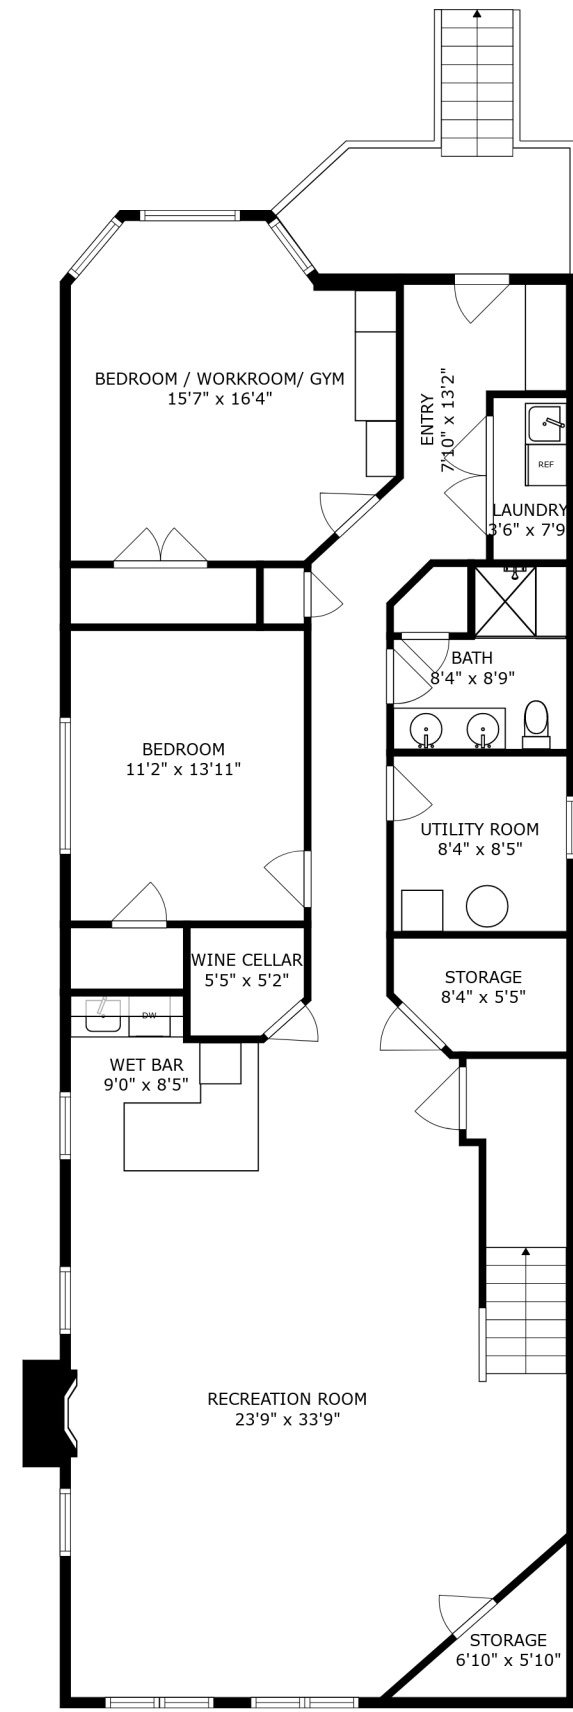 BEDROOM / WORKROOM/ GYM
15'7" x 16'4"
ENTRY
7'10" x 13'2"
REF
LAUNDRY
3'6" x 7'9
BATH
8'4" x 8'9"
BEDROOM
11'2" x 13'11"
UTILITY ROOM
8'4" x 8'5"
WINE CELLAR
5'5" x 5'2"
STORAGE
8'4" x 5'5"
DW
WET BAR
9'0" x 8'5"
RECREATION ROOM
23'9" x 33'9"
STORAGE
6'10" x 5'10"